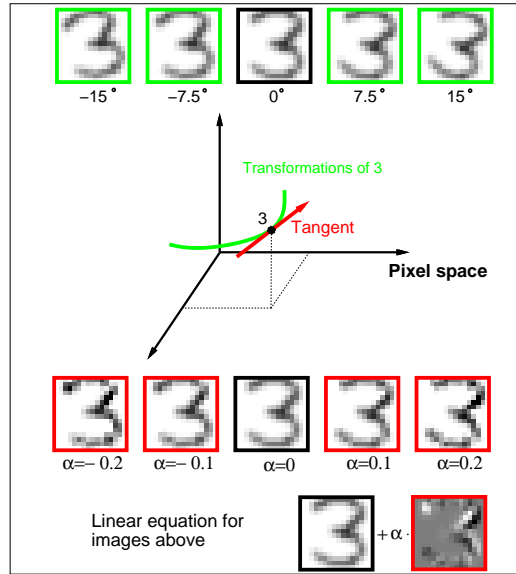 −15° −7.5° 0° 7.5° 15°
Transformations of 3
3
Tangent
Pixel space
α=− 0.2 α=− 0.1 α=0 α=0.1 α=0.2
Linear equation for
images above
+ α ·